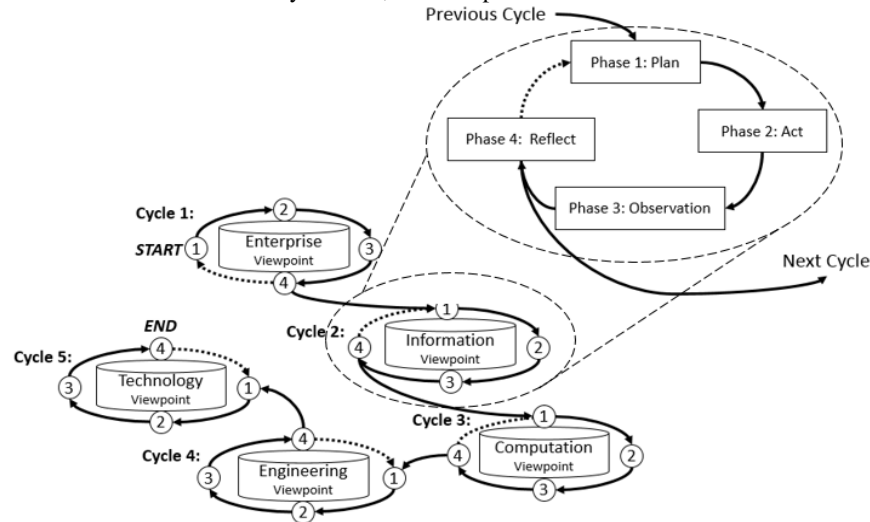 Previous Cycle
Phase 1: Plan
Phase 2: Act
Phase 4: Reflect
Phase 3: Observation
Next Cycle
Cycle 1:
2
START
1
Enterprise
Viewpoint
3
4
Cycle 2:
1
Information
Viewpoint
4
2
3
END
Cycle 5:
4
3
Technology
Viewpoint
1
2
Cycle 3:
1
4
Computation
Viewpoint
2
3
Cycle 4:
4
3
Engineering
Viewpoint
1
2